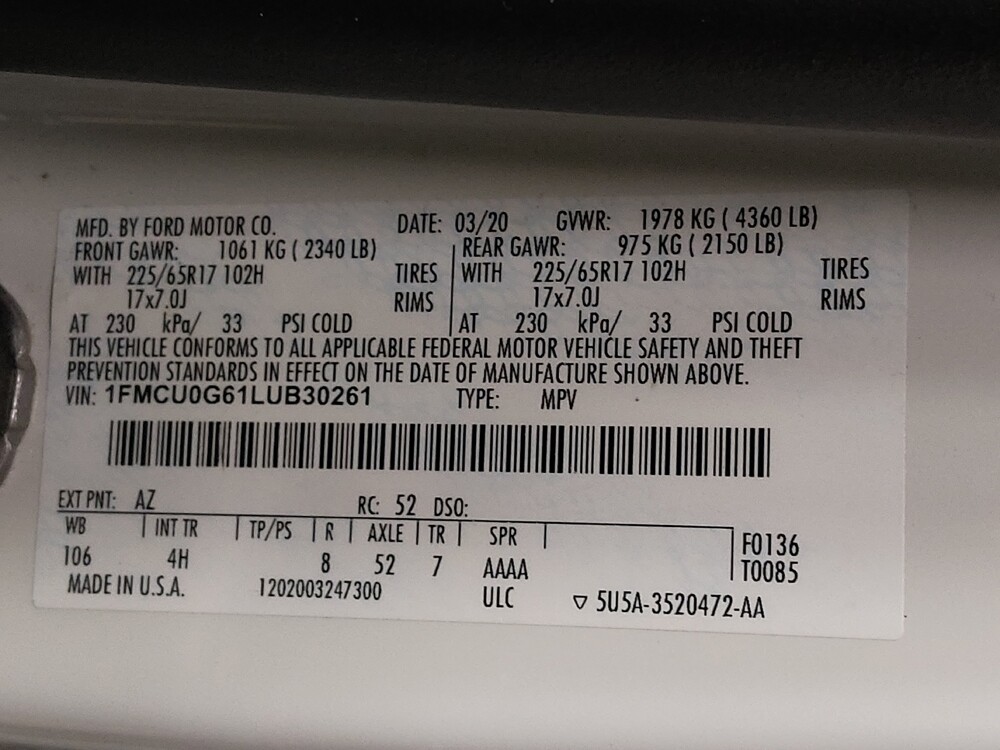 MFD. BY FORD MOTOR CO. DATE: 03/20 GVWR: 1978 KG ( 4360 LB)
FRONT GAWR: 1061 KG ( 2340 LB) REAR GAWR: 975 KG ( 2150 LB)
WITH 225/65R17 102H TIRES WITH 225/65R17 102H TIRES
17x7.0J RIMS 17x7.0J RIMS
AT 230 kPa/ 33 PSI COLD AT 230 kPa/ 33 PSI COLD
THIS VEHICLE CONFORMS TO ALL APPLICABLE FEDERAL MOTOR VEHICLE SAFETY AND THEFT
PREVENTION STANDARDS IN EFFECT ON THE DATE OF MANUFACTURE SHOWN ABOVE.
VIN: 1FMCU0G61LUB30261 TYPE: MPV
EXT PNT: AZ RC: 52 DSO:
WB INT TR TP/PS R AXLE TR SPR F0136
106 4H 8 52 7 AAAA T0085
MADE IN U.S.A. 1202003247300 ULC ▽ 5U5A-3520472-AA